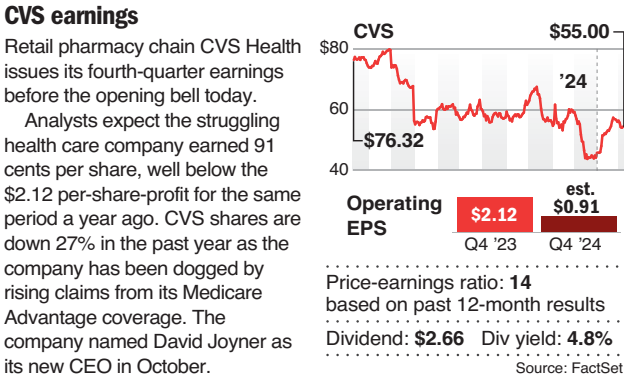 CVS earnings
Retail pharmacy chain CVS Health
issues its fourth-quarter earnings
before the opening bell today.
Analysts expect the struggling
health care company earned 91
cents per share, well below the
$2.12 per-share-profit for the same
period a year ago. CVS shares are
down 27% in the past year as the
company has been dogged by
rising claims from its Medicare
Advantage coverage. The
company named David Joyner as
its new CEO in October.
CVS
$55.00
$80
’24
60
$76.32
40
Operating
EPS
$2.12
est.
$0.91
Q4 ’23
Q4 ’24
Price-earnings ratio: 14
based on past 12-month results
Dividend: $2.66 Div yield: 4.8%
Source: FactSet